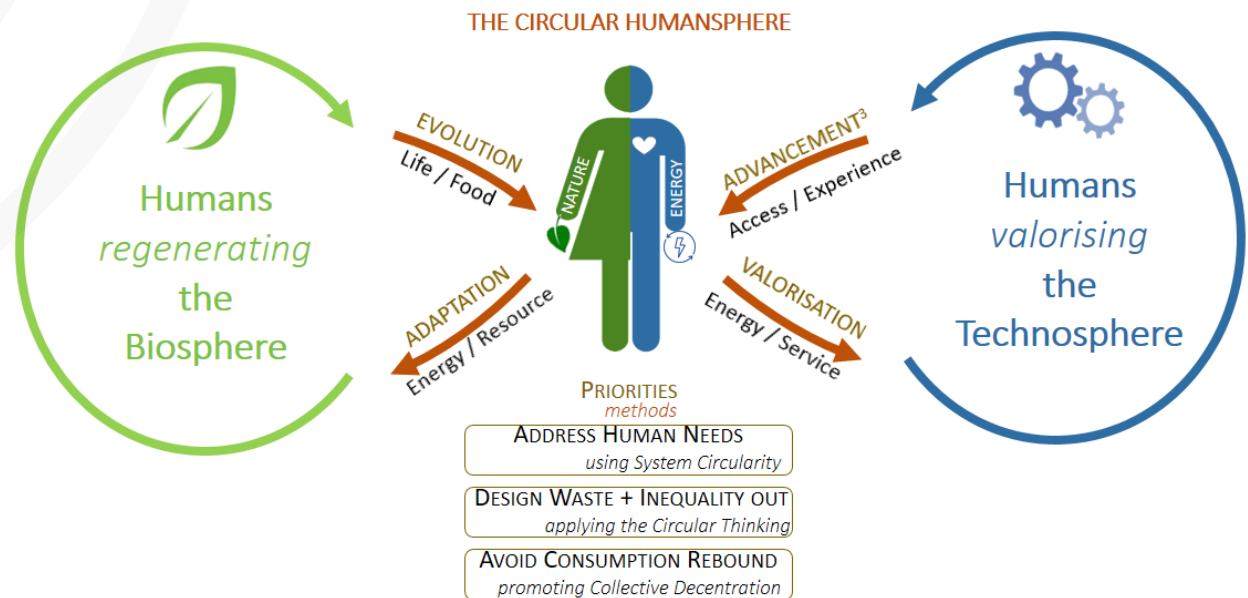 THE CIRCULAR HUMANSPHERE
Humans
regenerating
the
Biosphere
EVOLUTION
Life / Food
ADAPTATION
Energy / Resource
NATURE
ENERGY
ADVANCEMENT³
Access / Experience
VALORISATION
Energy / Service
Humans
valorising
the
Technosphere
PRIORITIES
methods
ADDRESS HUMAN NEEDS
using System Circularity
DESIGN WASTE + INEQUALITY OUT
applying the Circular Thinking
AVOID CONSUMPTION REBOUND
promoting Collective Decentration